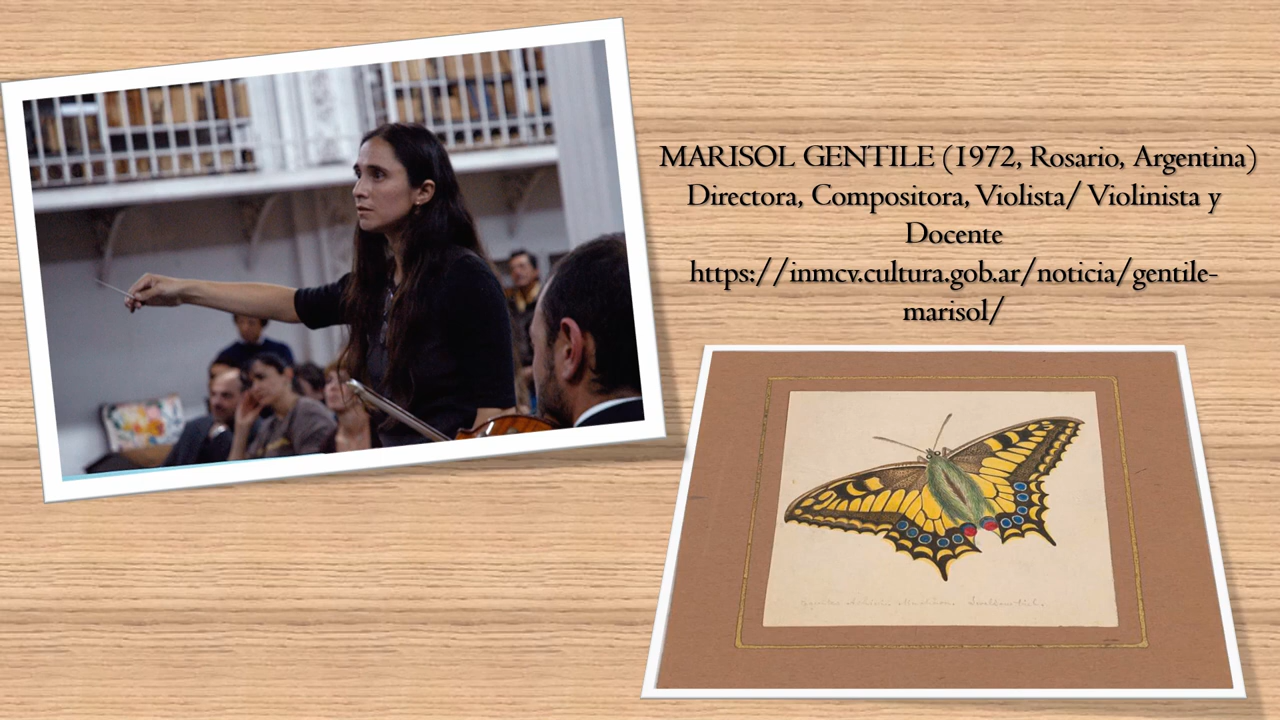 MARISOL GENTILE (1972, Rosario, Argentina)
Directora, Compositora, Violista/ Violinista y
Docente
https://inmcv.cultura.gob.ar/noticia/gentile-
marisol/